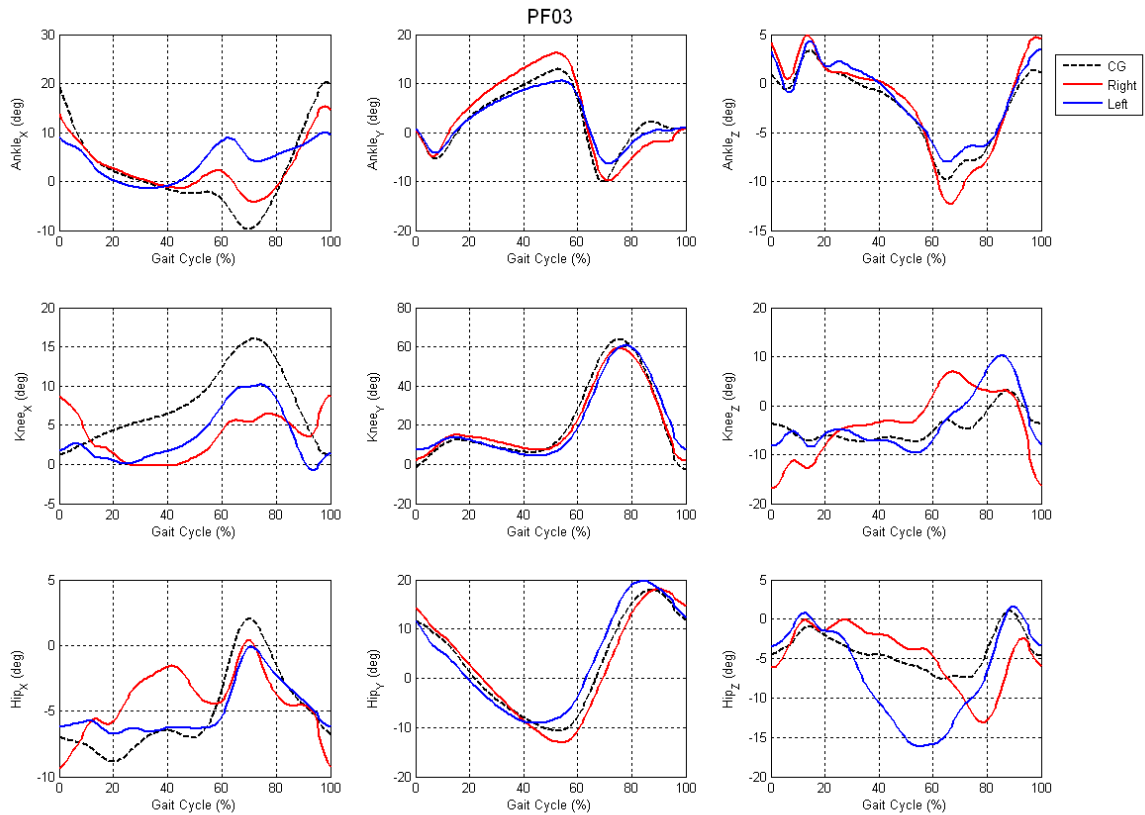 PF03
30
20
10
0
-10
Ankle_X (deg)
0 20 40 60 80 100
Gait Cycle (%)
20
10
0
-10
-20
Ankle_Y (deg)
0 20 40 60 80 100
Gait Cycle (%)
5
0
-5
-10
-15
Ankle_Z (deg)
0 20 40 60 80 100
Gait Cycle (%)
CG
Right
Left
20
15
10
5
0
-5
Knee_X (deg)
0 20 40 60 80 100
Gait Cycle (%)
80
60
40
20
0
-20
Knee_Y (deg)
0 20 40 60 80 100
Gait Cycle (%)
20
10
0
-10
-20
Knee_Z (deg)
0 20 40 60 80 100
Gait Cycle (%)
5
0
-5
-10
Hip_X (deg)
0 20 40 60 80 100
Gait Cycle (%)
20
10
0
-10
-20
Hip_Y (deg)
0 20 40 60 80 100
Gait Cycle (%)
5
0
-5
-10
-15
-20
Hip_Z (deg)
0 20 40 60 80 100
Gait Cycle (%)